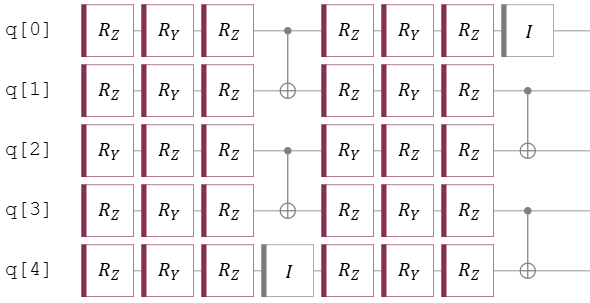 q[0] R_Z R_Y R_Z R_Z R_Y R_Z I
q[1] R_Z R_Y R_Z R_Z R_Y R_Z
q[2] R_Y R_Z R_Z R_Y R_Z R_Z
q[3] R_Z R_Y R_Z R_Z R_Y R_Z
q[4] R_Z R_Y R_Z I R_Z R_Y R_Z